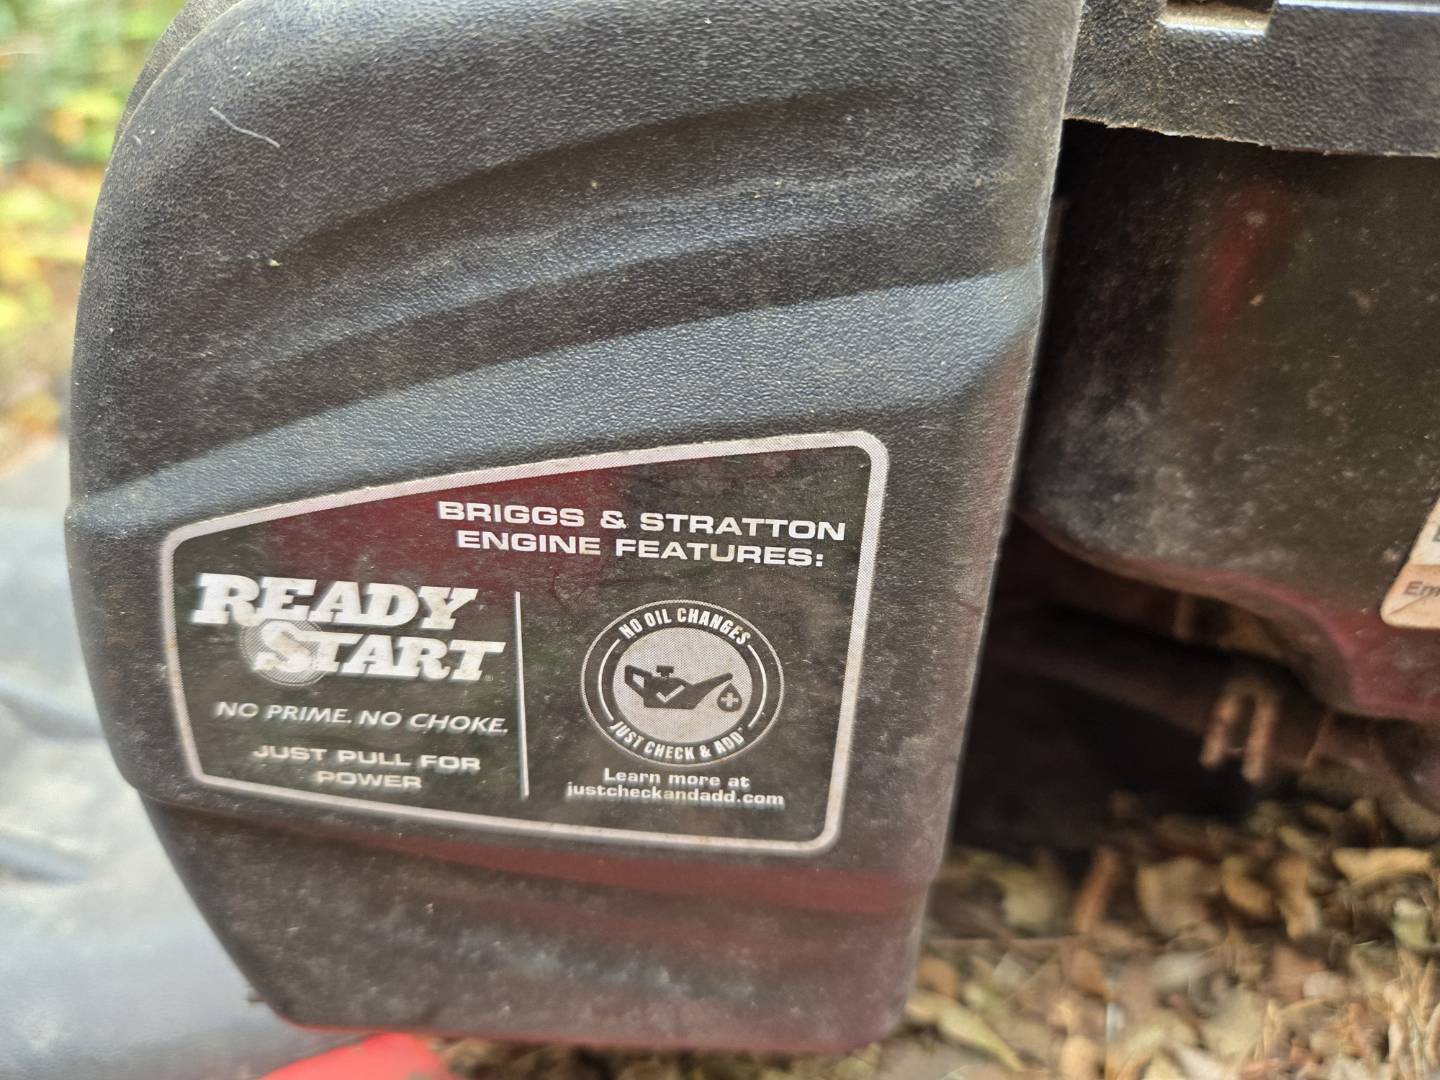 BRIGGS & STRATTON
ENGINE FEATURES:
READY
START
NO PRIME. NO CHOKE.
JUST PULL FOR
POWER
NO OIL CHANGES
JUST CHECK & ADD
Learn more at
justcheckandadd.com